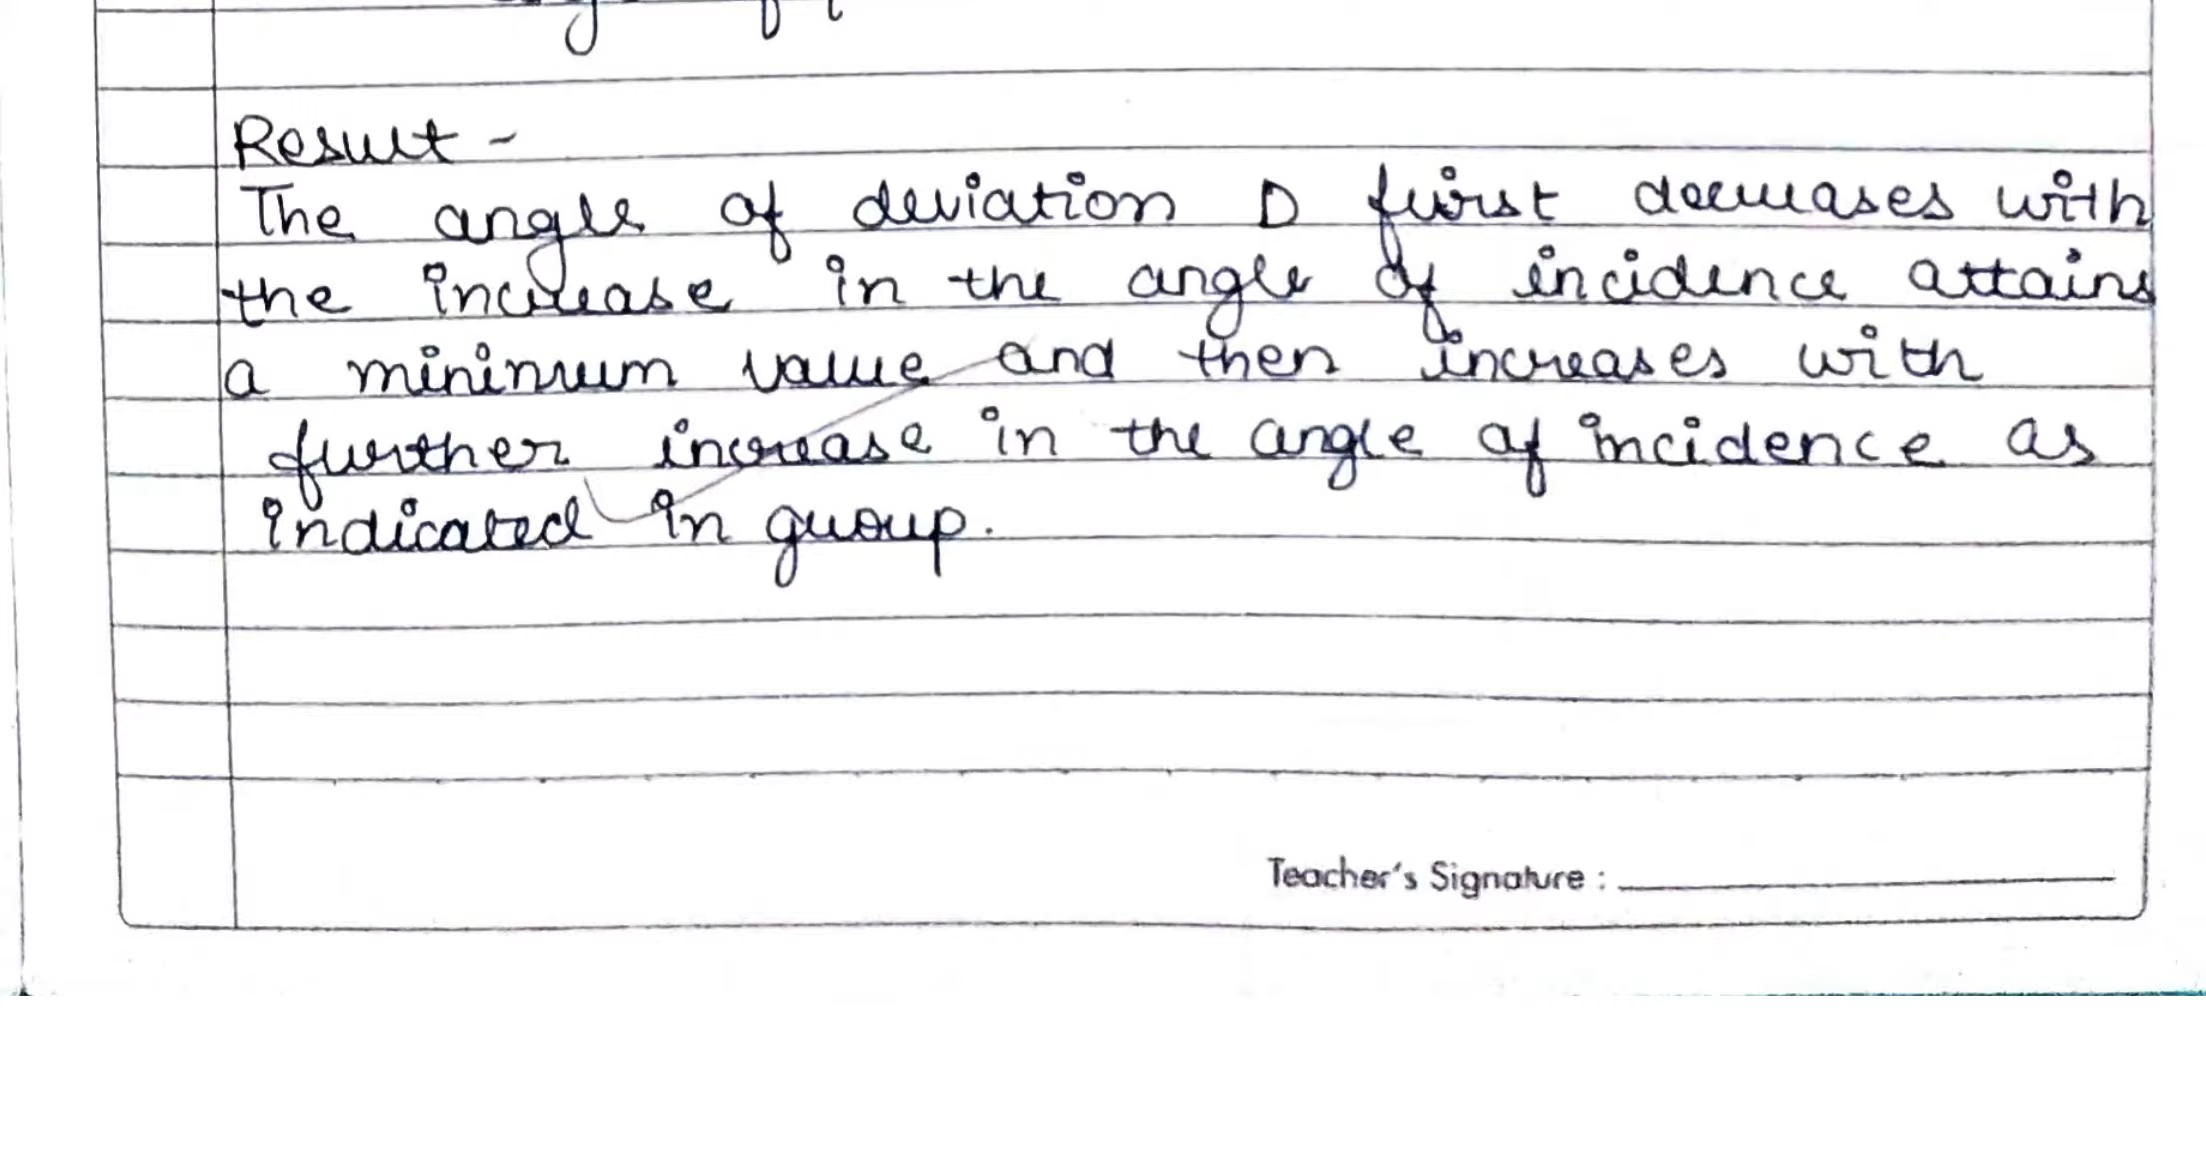 Result -
The angle of deviation D first decreases with
the increase in the angle of incidence attains
a minimum value and then increases with
further increase in the angle of incidence as
indicated in group.
Teacher's Signature :